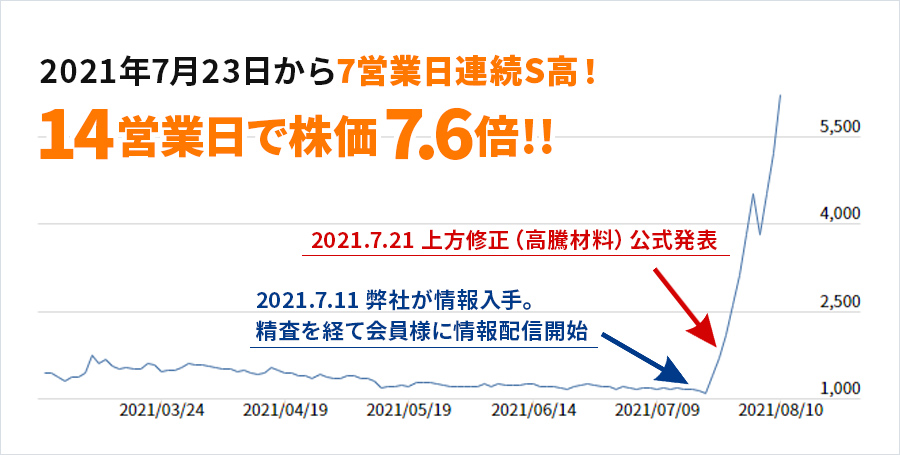 2021年7月23日から7営業日連続S高！
14営業日で株価7.6倍!!
5,500
4,000
2021.7.21 上方修正（高騰材料）公式発表
2021.7.11 弊社が情報入手。
精査を経て会員様に情報配信開始
2,500
1,000
2021/03/24
2021/04/19
2021/05/19
2021/06/14
2021/07/09
2021/08/10